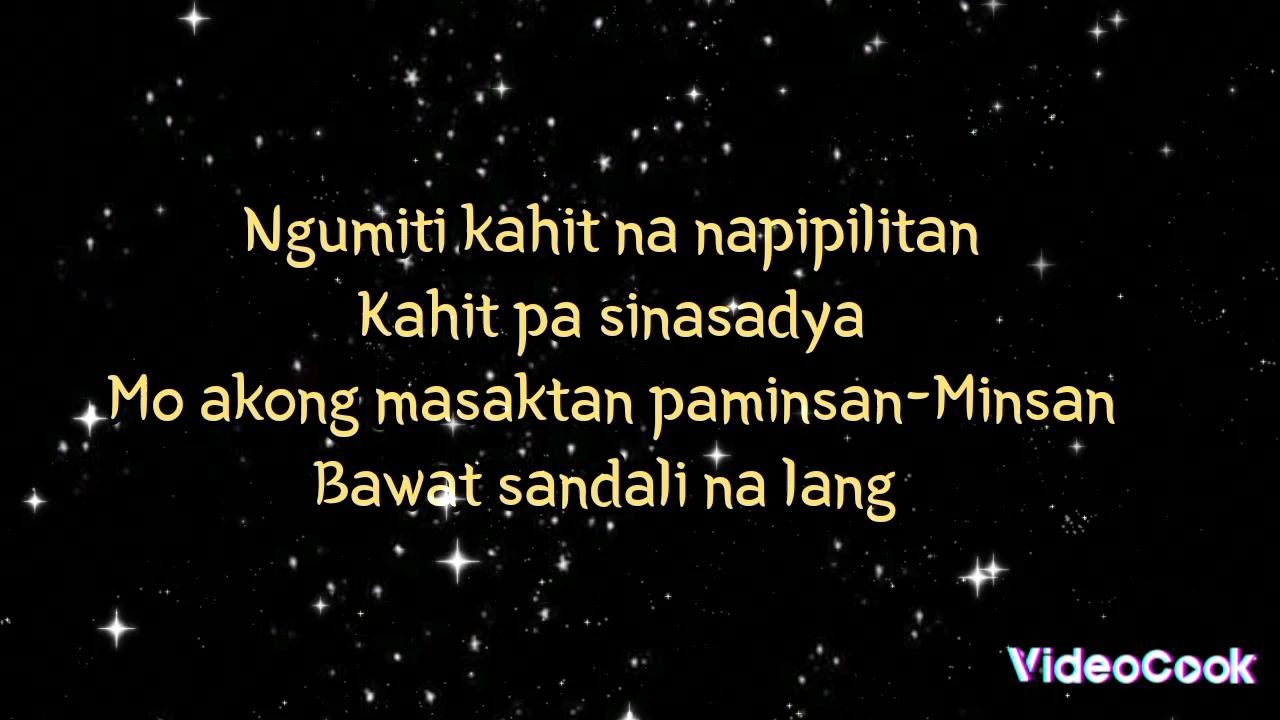 Ngumiti kahit na napipilitan
Kahit pa sinasadya
Mo akong masaktan paminsan-Minsan
Bawat sandali na lang
VideoCook